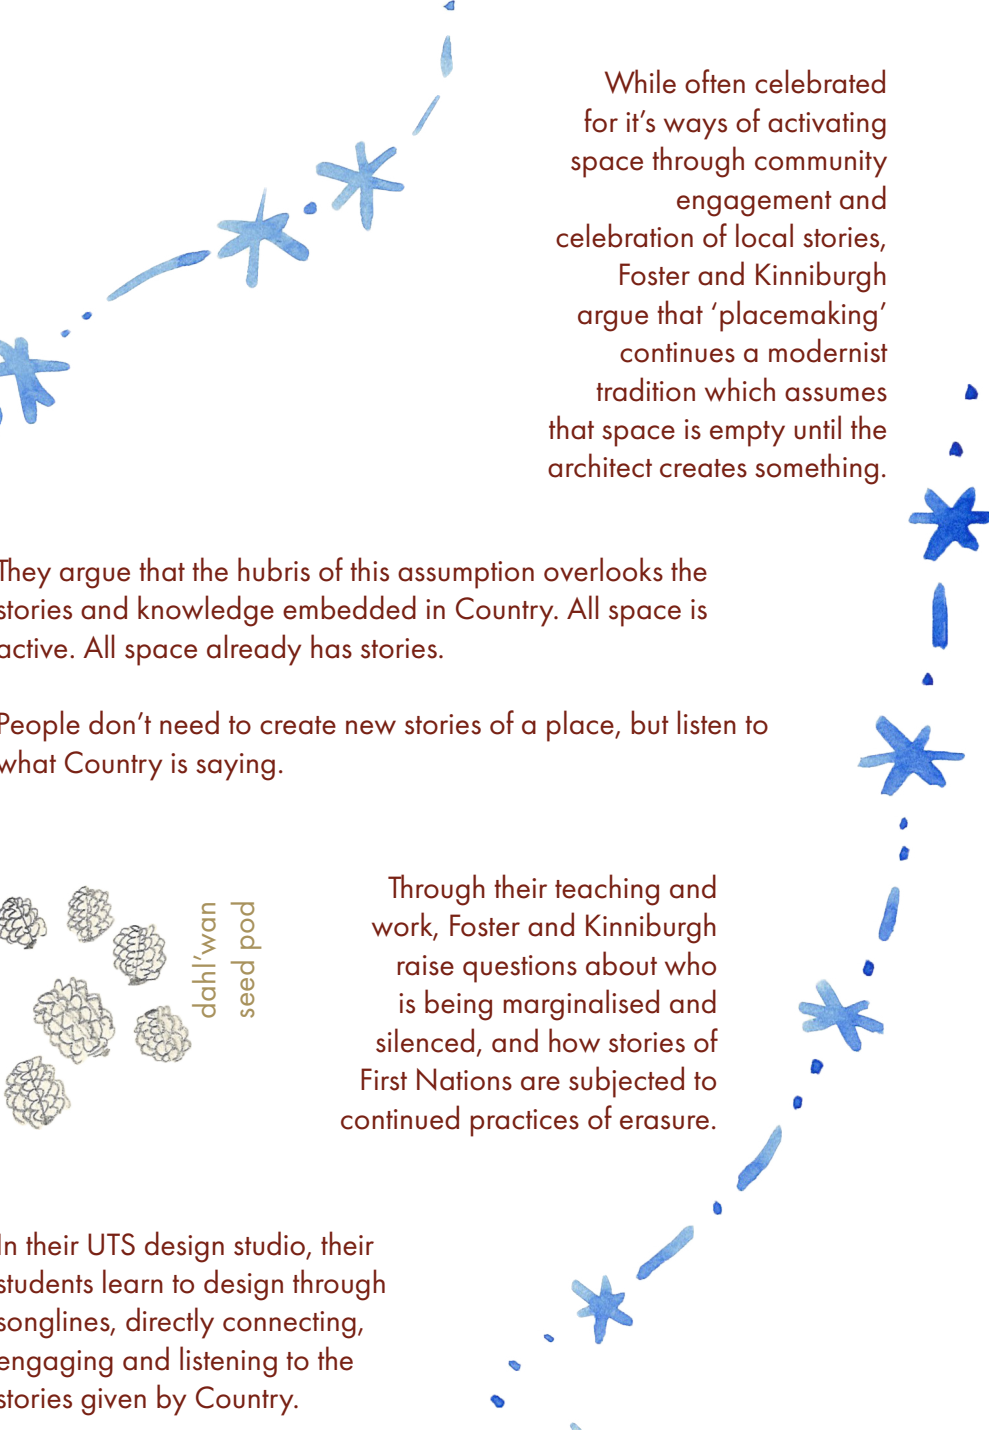 While often celebrated
for it's ways of activating
space through community
engagement and
celebration of local stories,
Foster and Kinniburgh
argue that ‘placemaking’
continues a modernist
tradition which assumes
that space is empty until the
architect creates something.
They argue that the hubris of this assumption overlooks the
stories and knowledge embedded in Country. All space is
active. All space already has stories.
People don’t need to create new stories of a place, but listen to
what Country is saying.
dahl’wan
seed pod
Through their teaching and
work, Foster and Kinniburgh
raise questions about who
is being marginalised and
silenced, and how stories of
First Nations are subjected to
continued practices of erasure.
In their UTS design studio, their
students learn to design through
songlines, directly connecting,
engaging and listening to the
stories given by Country.